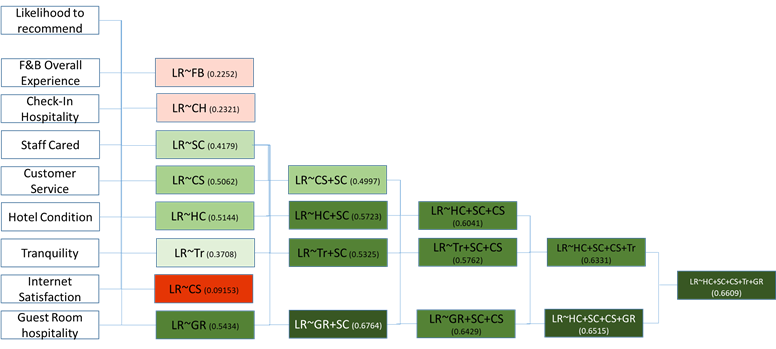 Likelihood to
recommend
F&B Overall
Experience
LR~FB (0.2252)
Check-In
Hospitality
LR~CH (0.2321)
Staff Cared
LR~SC (0.4179)
Customer
Service
LR~CS (0.5062)
LR~CS+SC (0.4997)
Hotel Condition
LR~HC (0.5144)
LR~HC+SC (0.5723)
LR~HC+SC+CS
(0.6041)
Tranquility
LR~Tr (0.3708)
LR~Tr+SC (0.5325)
LR~Tr+SC+CS
(0.5762)
LR~HC+SC+CS+Tr
(0.6331)
Internet
Satisfaction
LR~CS (0.09153)
LR~HC+SC+CS+Tr+GR
(0.6609)
Guest Room
hospitality
LR~GR (0.5434)
LR~GR+SC (0.6764)
LR~GR+SC+CS
(0.6429)
LR~HC+SC+CS+GR
(0.6515)